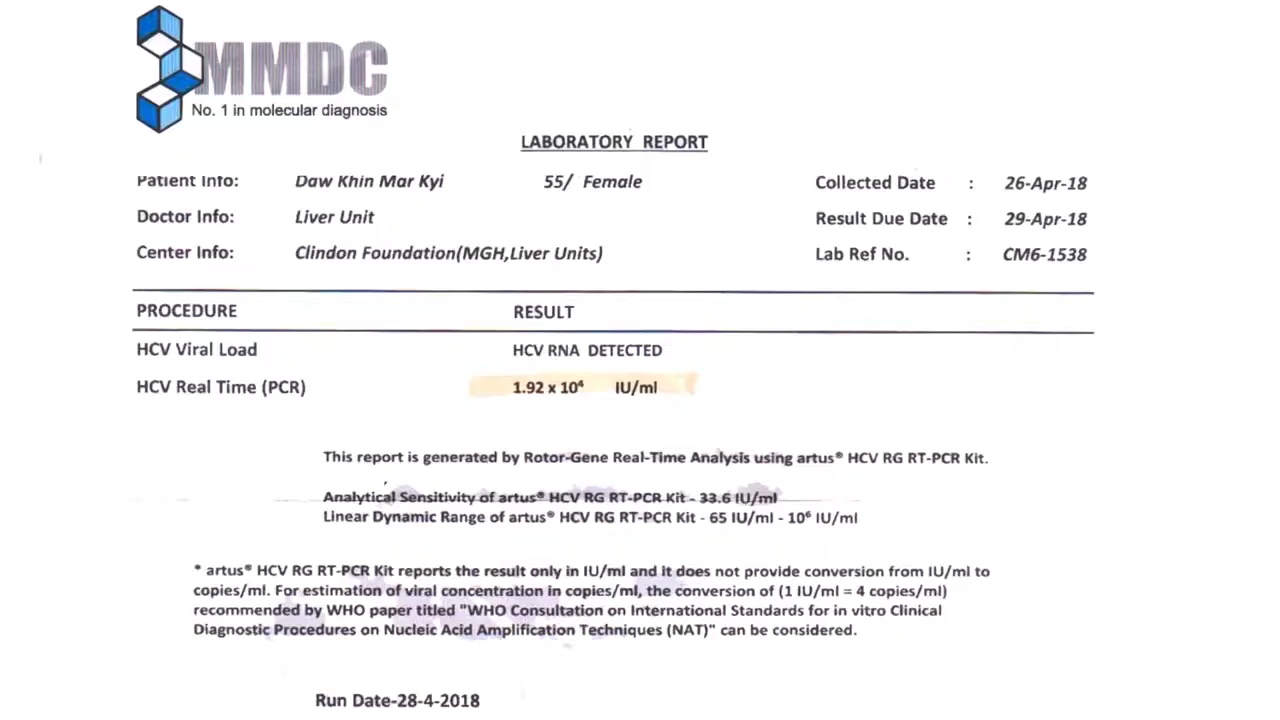 MMDC
No. 1 in molecular diagnosis
LABORATORY REPORT
Patient Info: Daw Khin Mar Kyi 55/ Female Collected Date : 26-Apr-18
Doctor Info: Liver Unit Result Due Date : 29-Apr-18
Center Info: Clindon Foundation(MGH,Liver Units) Lab Ref No. : CM6-1538
PROCEDURE RESULT
HCV Viral Load HCV RNA DETECTED
HCV Real Time (PCR) 1.92 x 10⁴ IU/ml
This report is generated by Rotor-Gene Real-Time Analysis using artus® HCV RG RT-PCR Kit.
Analytical Sensitivity of artus® HCV RG RT-PCR Kit - 33.6 IU/ml
Linear Dynamic Range of artus® HCV RG RT-PCR Kit - 65 IU/ml - 10⁶ IU/ml
* artus® HCV RG RT-PCR Kit reports the result only in IU/ml and it does not provide conversion from IU/ml to
copies/ml. For estimation of viral concentration in copies/ml, the conversion of (1 IU/ml = 4 copies/ml)
recommended by WHO paper titled "WHO Consultation on International Standards for in vitro Clinical
Diagnostic Procedures on Nucleic Acid Amplification Techniques (NAT)" can be considered.
Run Date-28-4-2018